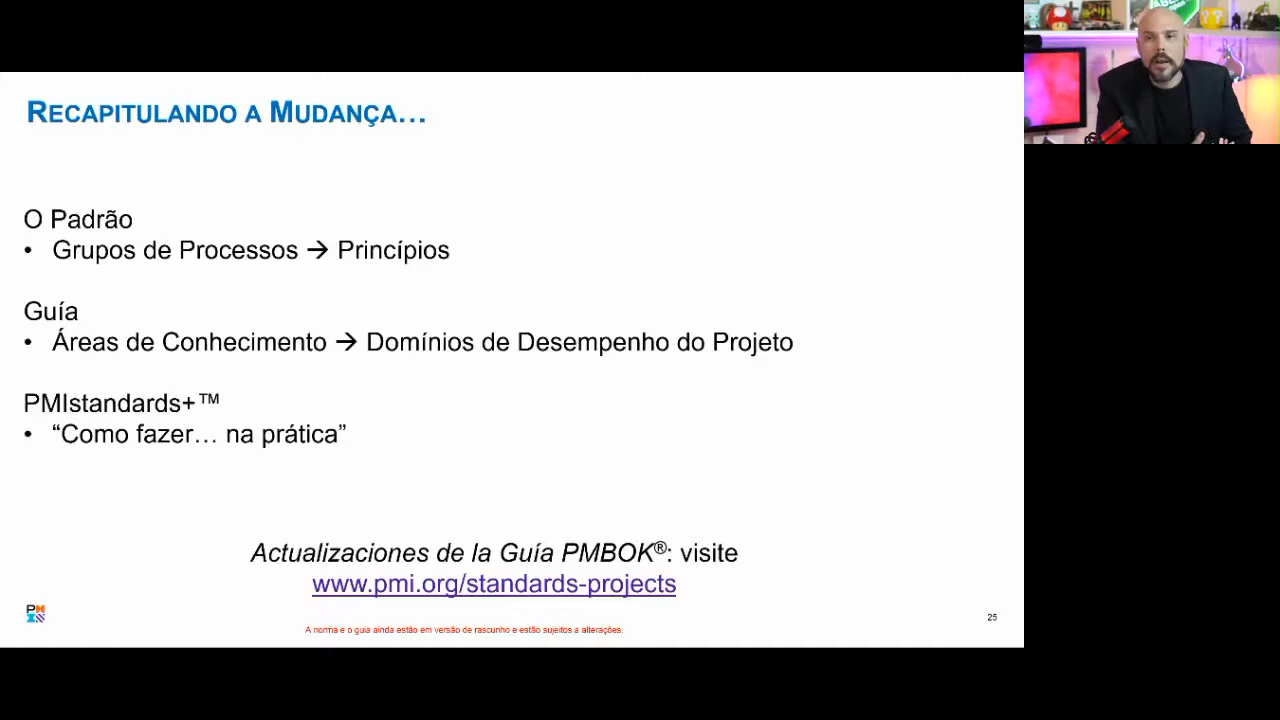 RECAPITULANDO A MUDANÇA…
O Padrão
• Grupos de Processos → Princípios
Guía
• Áreas de Conhecimento → Domínios de Desempenho do Projeto
PMIstandards+™
• “Como fazer… na prática”
Actualizaciones de la Guía PMBOK®: visite
www.pmi.org/standards-projects
A norma e o guia ainda estão em versão de rascunho e estão sujeitos a alterações.
25